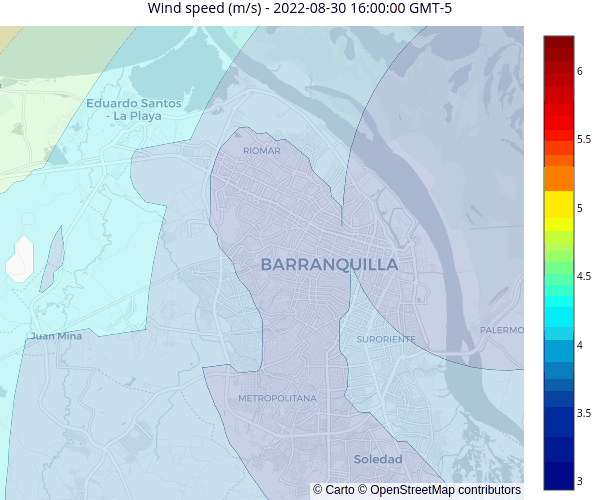 Wind speed (m/s) - 2022-08-30 16:00:00 GMT-5
Eduardo Santos
- La Playa
RIOMAR
BARRANQUILLA
Juan Mina
SURORIENTE
PALERMO
METROPOLITANA
Soledad
© Carto © OpenStreetMap contributors
6
5.5
5
4.5
4
3.5
3